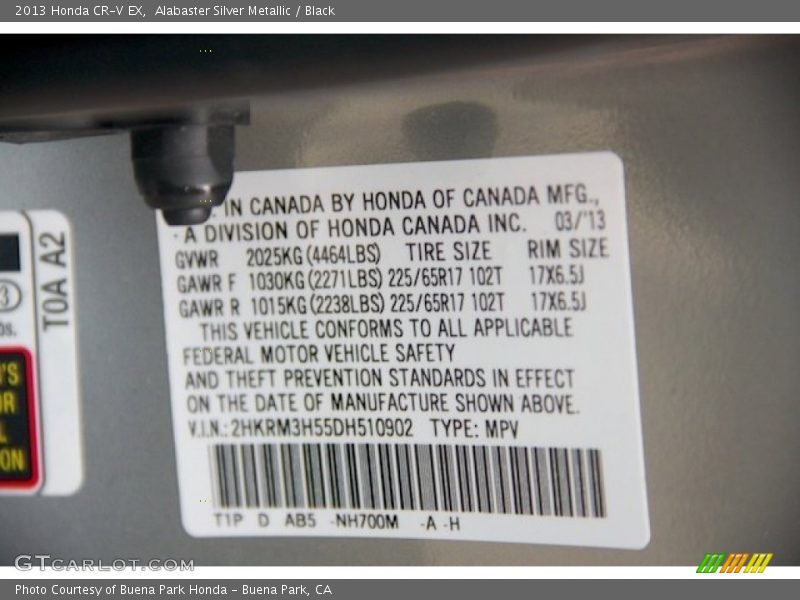 2013 Honda CR-V EX, Alabaster Silver Metallic / Black
IN CANADA BY HONDA OF CANADA MFG.,
A DIVISION OF HONDA CANADA INC. 03/'13
GVWR 2025KG (4464LBS) TIRE SIZE RIM SIZE
GAWR F 1030KG (2271LBS) 225/65R17 102T 17X6.5J
GAWR R 1015KG (2238LBS) 225/65R17 102T 17X6.5J
THIS VEHICLE CONFORMS TO ALL APPLICABLE
FEDERAL MOTOR VEHICLE SAFETY
AND THEFT PREVENTION STANDARDS IN EFFECT
ON THE DATE OF MANUFACTURE SHOWN ABOVE.
V.I.N.: 2HKRM3H55DH510902 TYPE: MPV
T1P D AB5 -NH700M -A -H
T0A A2
3
GTCARLOT.COM
Photo Courtesy of Buena Park Honda – Buena Park, CA